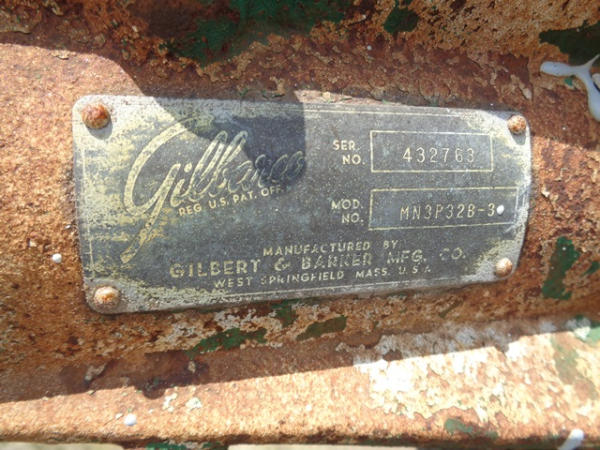 Gilbarco
REG. U.S. PAT. OFF.
SER. NO. 432763
MOD. NO. MN3P32B-3
MANUFACTURED BY
GILBERT & BARKER MFG. CO.
WEST SPRINGFIELD MASS. U.S.A